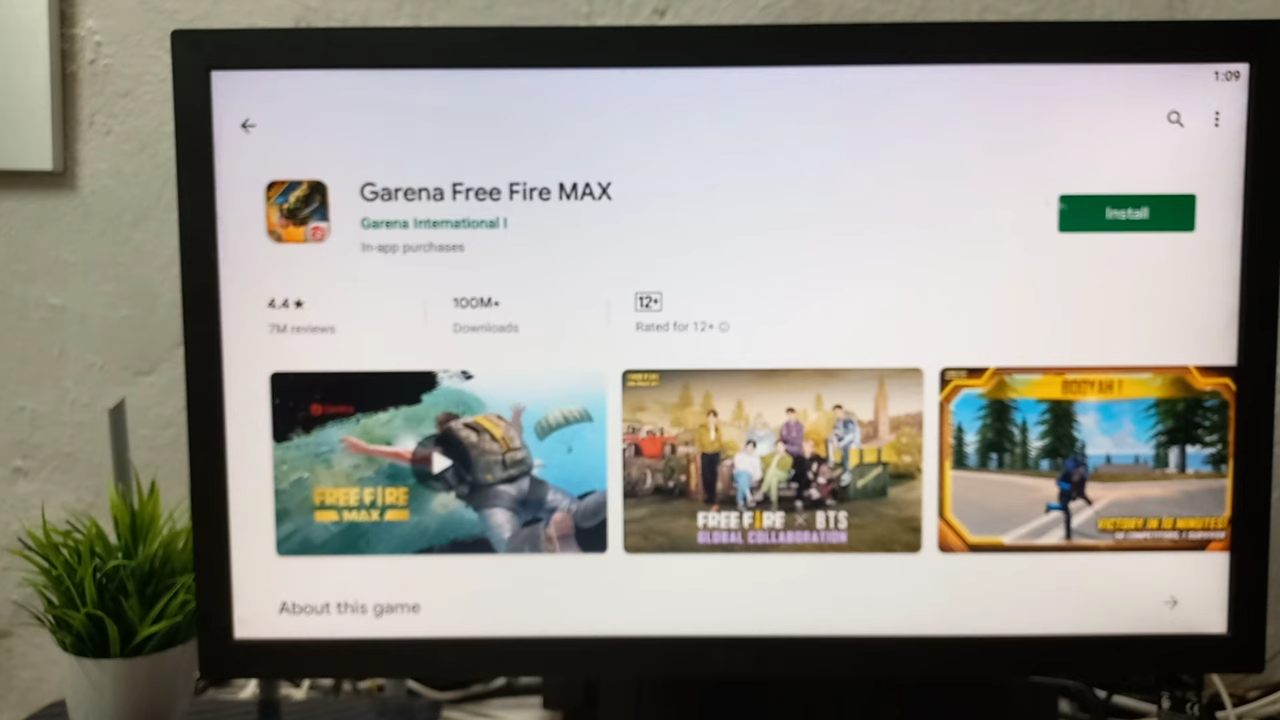 1:09
Garena Free Fire MAX
Garena International I
In-app purchases
Install
4.4★
7M reviews
100M+
Downloads
12+
Rated for 12+
FREE FIRE
MAX
FREE FIRE × BTS
GLOBAL COLLABORATION
BOOYAH!
VICTORY IN 10 MINUTES!
About this game